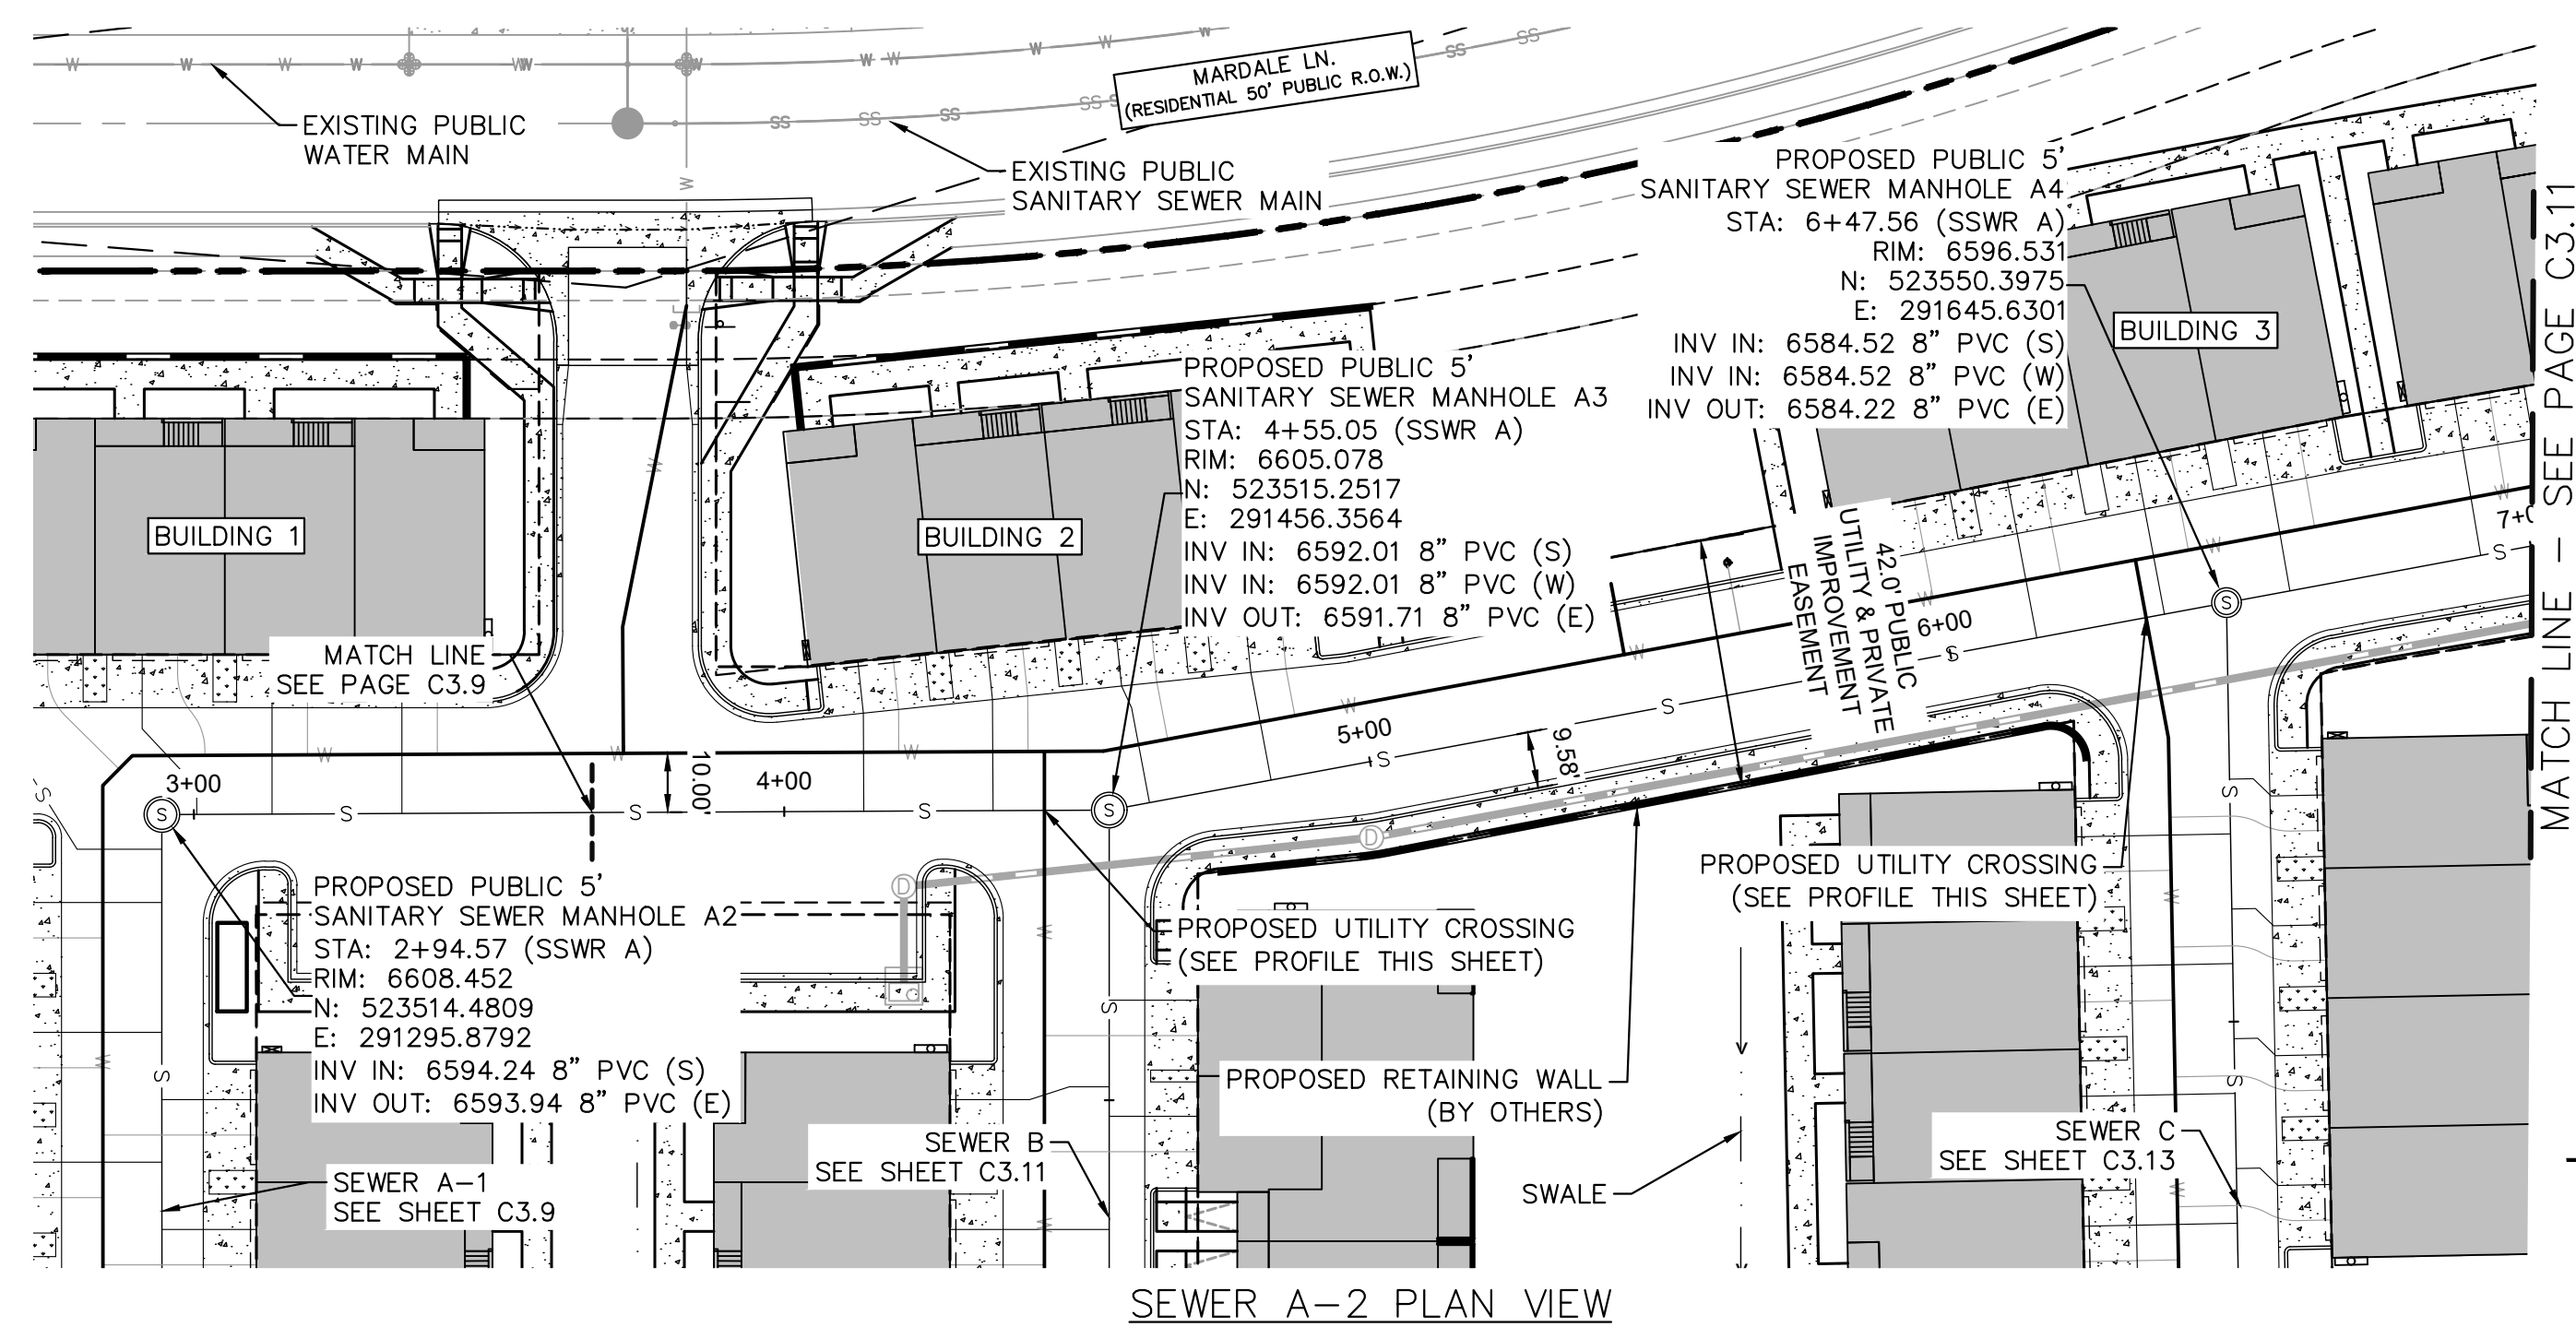 MARDALE LN.
(RESIDENTIAL 50' PUBLIC R.O.W.)
EXISTING PUBLIC
WATER MAIN
EXISTING PUBLIC
SANITARY SEWER MAIN
PROPOSED PUBLIC 5'
SANITARY SEWER MANHOLE A4
STA: 6+47.56 (SSWR A)
RIM: 6596.531
N: 523550.3975
E: 291645.6301
INV IN: 6584.52 8" PVC (S)
INV IN: 6584.52 8" PVC (W)
INV OUT: 6584.22 8" PVC (E)
BUILDING 3
MATCH LINE – SEE PAGE C3.11
PROPOSED PUBLIC 5'
SANITARY SEWER MANHOLE A3
STA: 4+55.05 (SSWR A)
RIM: 6605.078
N: 523515.2517
E: 291456.3564
INV IN: 6592.01 8" PVC (S)
INV IN: 6592.01 8" PVC (W)
INV OUT: 6591.71 8" PVC (E)
BUILDING 1
BUILDING 2
42.0' PUBLIC
UTILITY & PRIVATE
IMPROVEMENT
EASEMENT
MATCH LINE
SEE PAGE C3.9
3+00
10.00'
4+00
5+00
9.58'
6+00
PROPOSED PUBLIC 5'
SANITARY SEWER MANHOLE A2
STA: 2+94.57 (SSWR A)
RIM: 6608.452
N: 523514.4809
E: 291295.8792
INV IN: 6594.24 8" PVC (S)
INV OUT: 6593.94 8" PVC (E)
PROPOSED UTILITY CROSSING
(SEE PROFILE THIS SHEET)
PROPOSED UTILITY CROSSING
(SEE PROFILE THIS SHEET)
PROPOSED RETAINING WALL
(BY OTHERS)
SEWER A-1
SEE SHEET C3.9
SEWER B
SEE SHEET C3.11
SWALE
SEWER C
SEE SHEET C3.13
SEWER A-2 PLAN VIEW